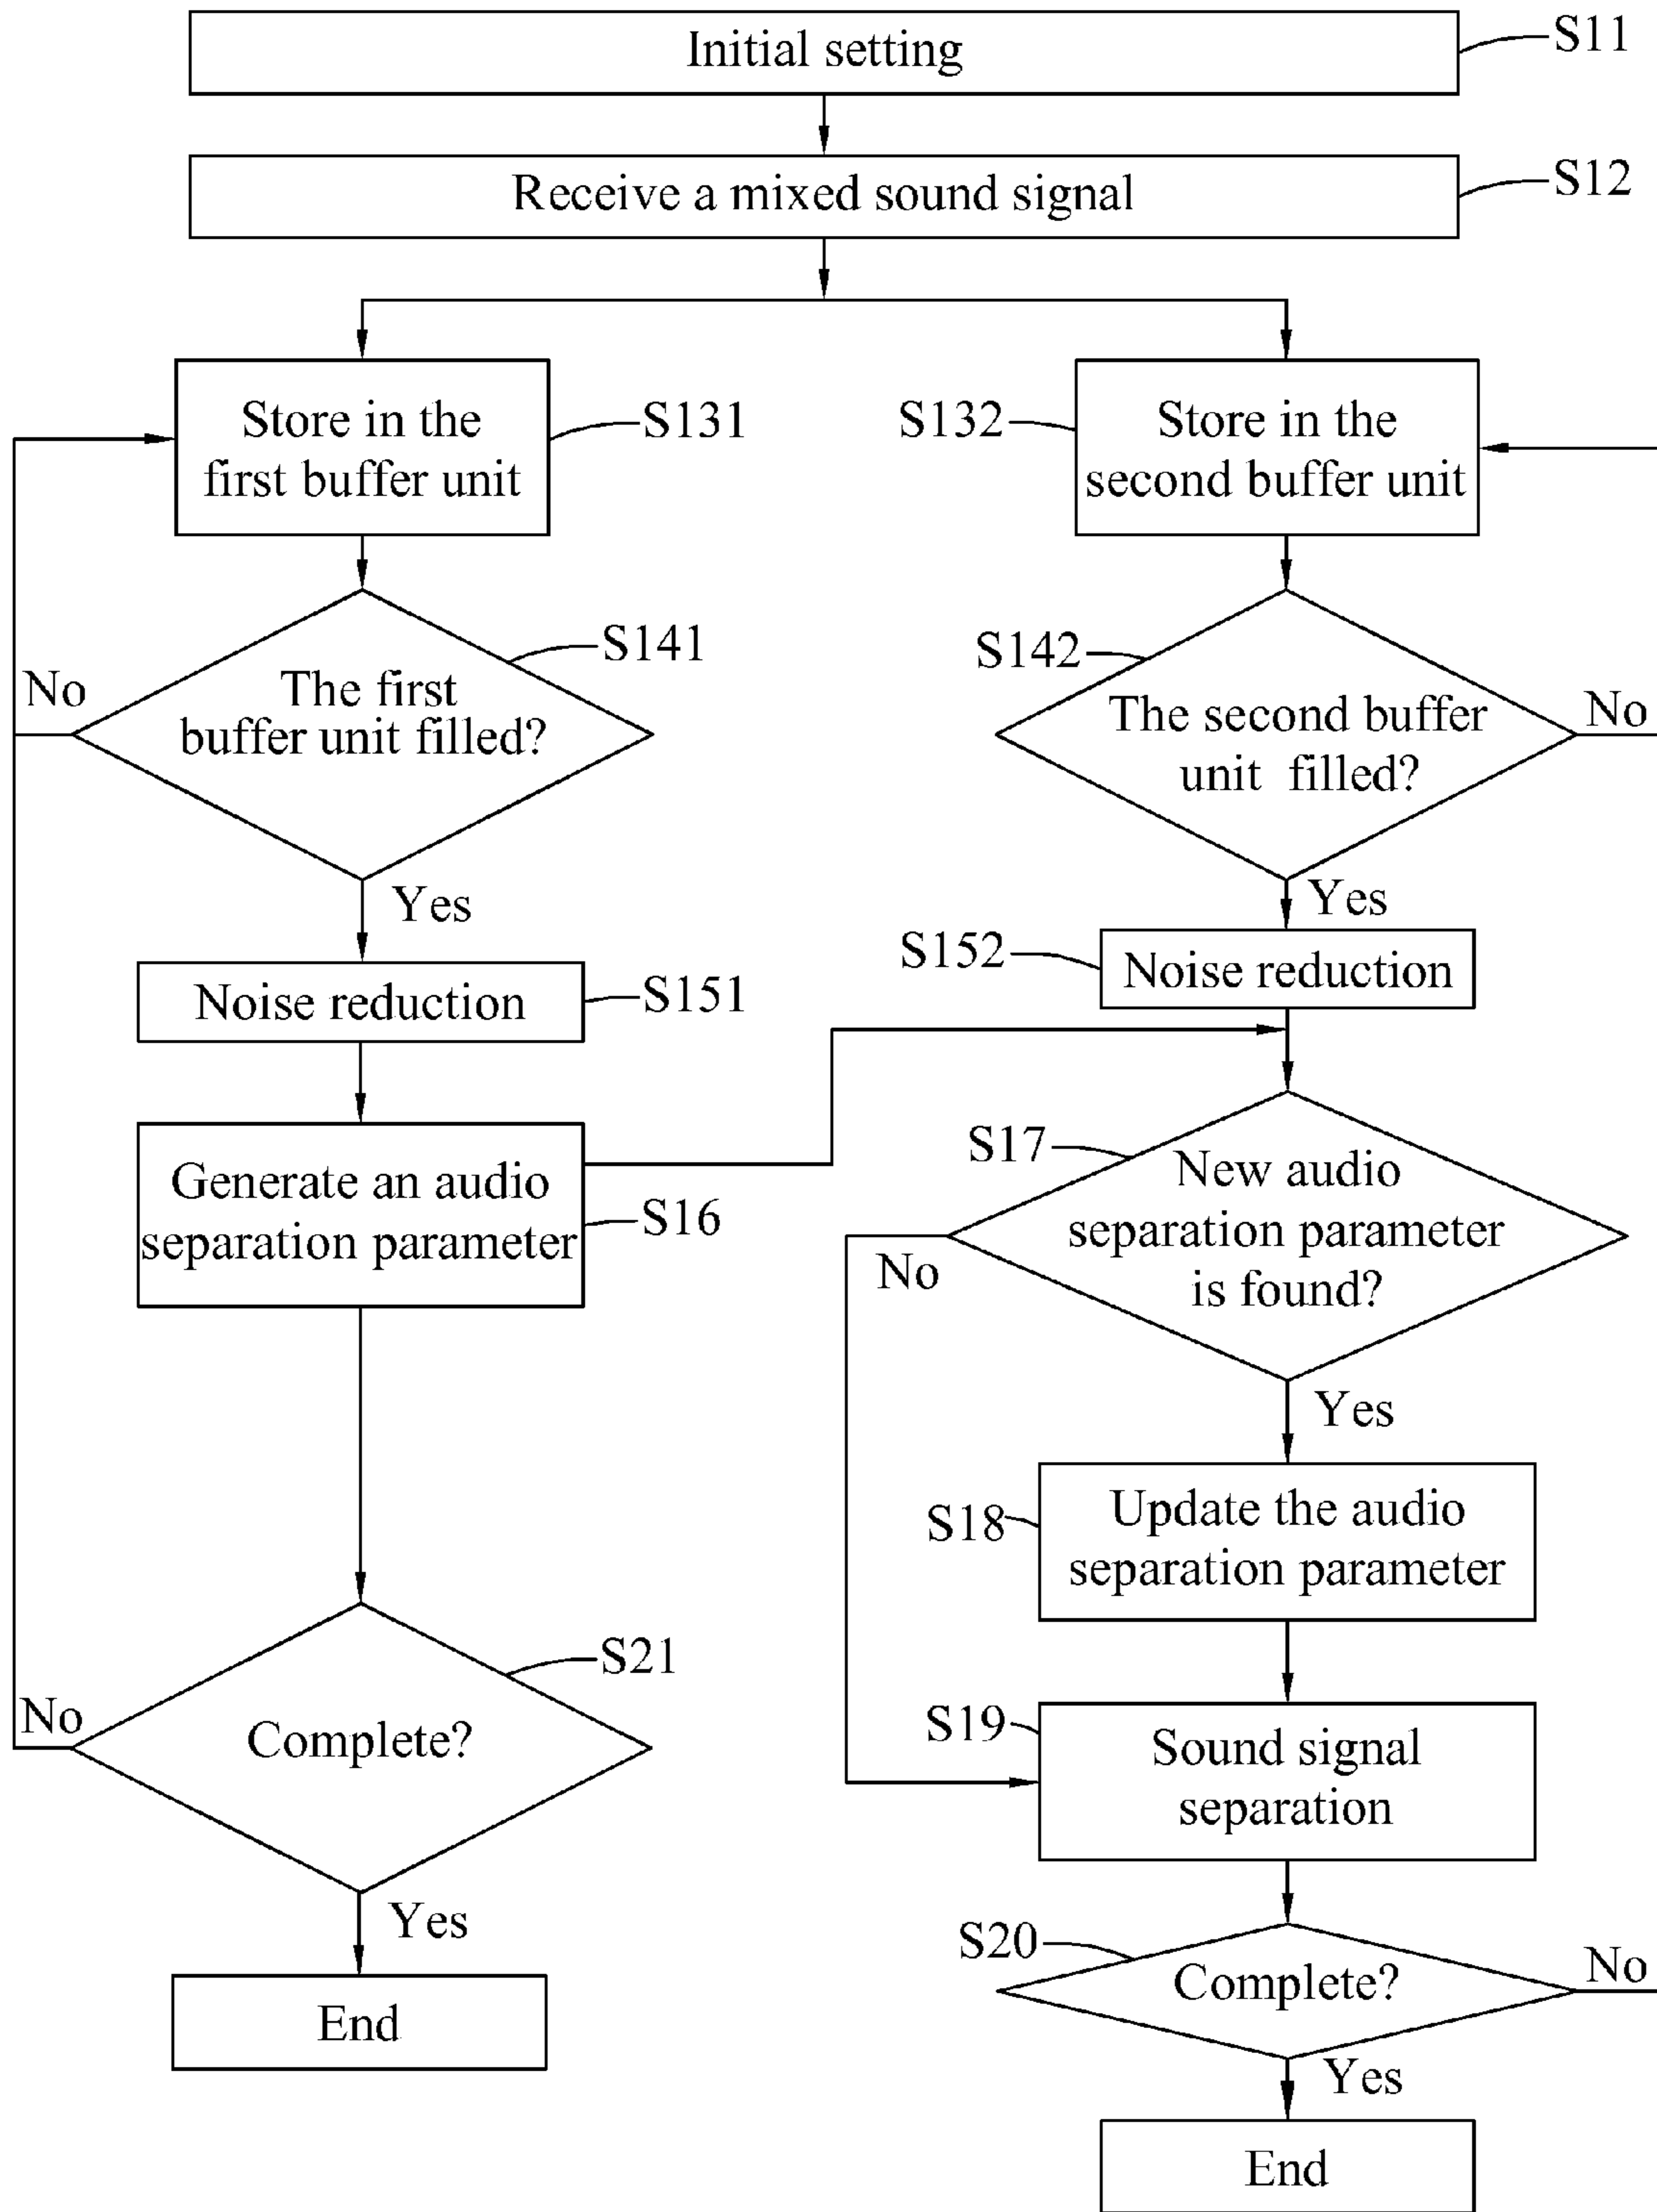 Initial setting
S11
Receive a mixed sound signal
S12
Store in the
first buffer unit
S131
S132
Store in the
second buffer unit
No
The first
buffer unit filled?
S141
S142
The second buffer
unit filled?
No
Yes
Yes
Noise reduction
S151
S152
Noise reduction
Generate an audio
separation parameter
S16
S17
New audio
separation parameter
is found?
No
Yes
S18
Update the audio
separation parameter
S21
No
Complete?
S19
Sound signal
separation
Yes
End
S20
Complete?
No
Yes
End